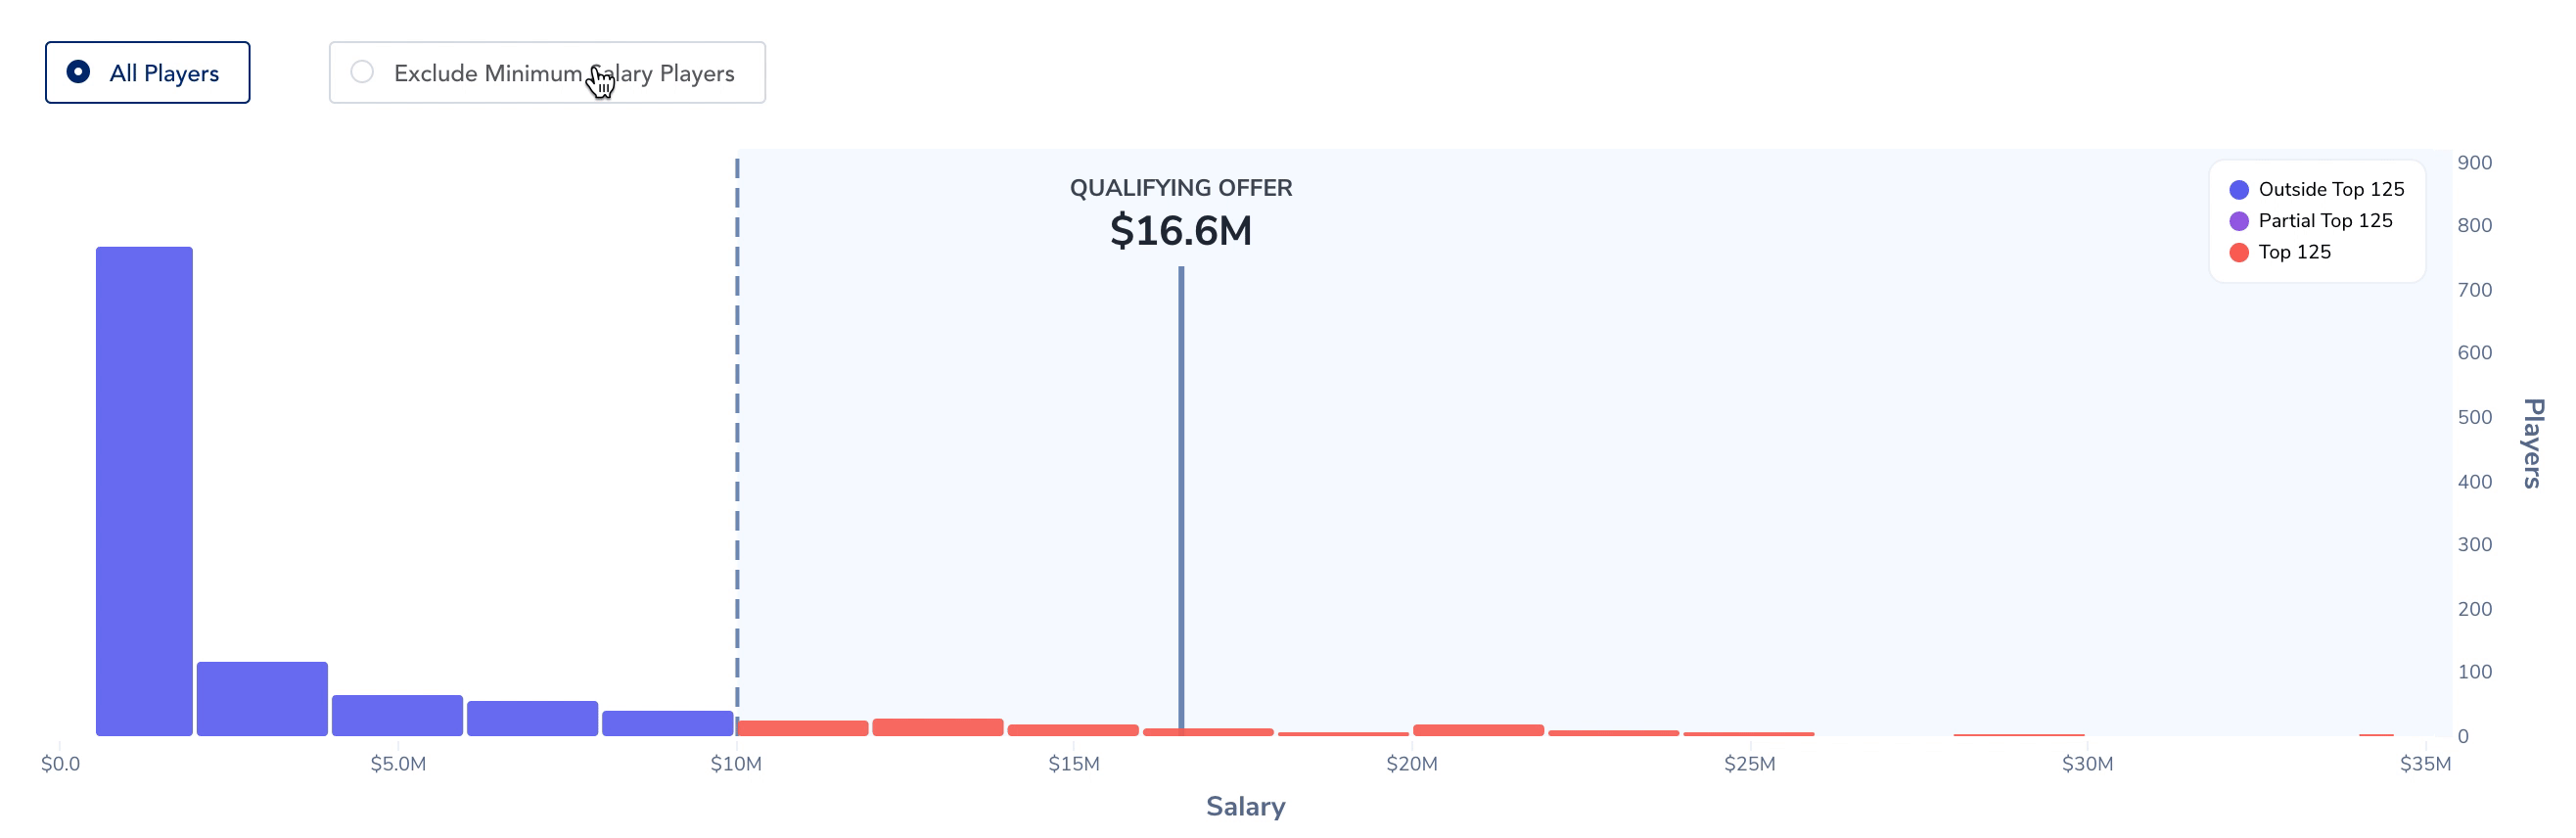 All Players
Exclude Minimum Salary Players
QUALIFYING OFFER
$16.6M
Outside Top 125
Partial Top 125
Top 125
900
800
700
600
500
400
300
200
100
0
Players
$0.0 $5.0M $10M $15M $20M $25M $30M $35M
Salary